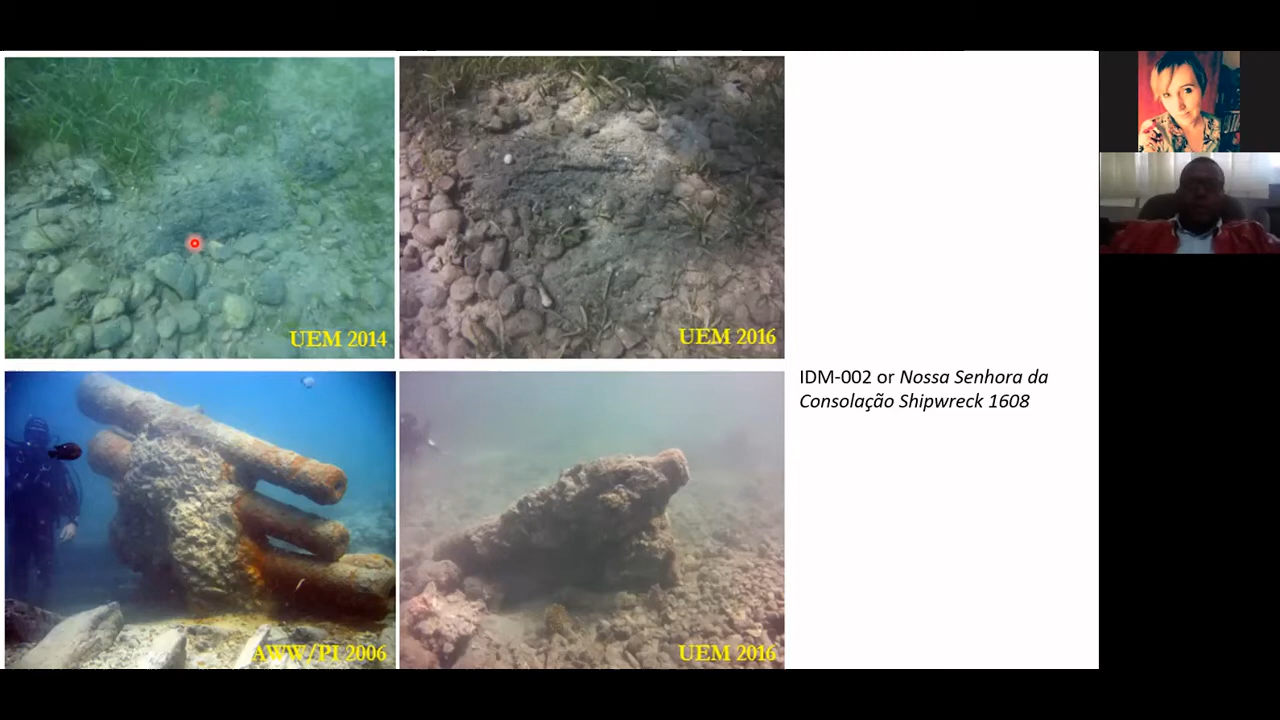 UEM 2014
UEM 2016
IDM-002 or Nossa Senhora da
Consolação Shipwreck 1608
AWW/PI 2006
UEM 2016